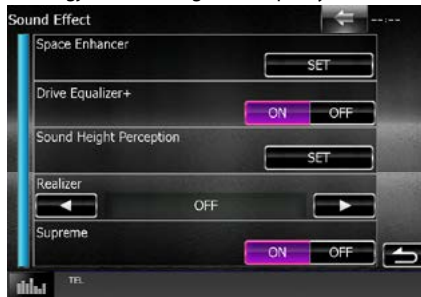 Sound Effect
--:--
Space Enhancer
SET
Drive Equalizer+
ON OFF
Sound Height Perception
SET
Realizer
OFF
Supreme
ON OFF
TEL